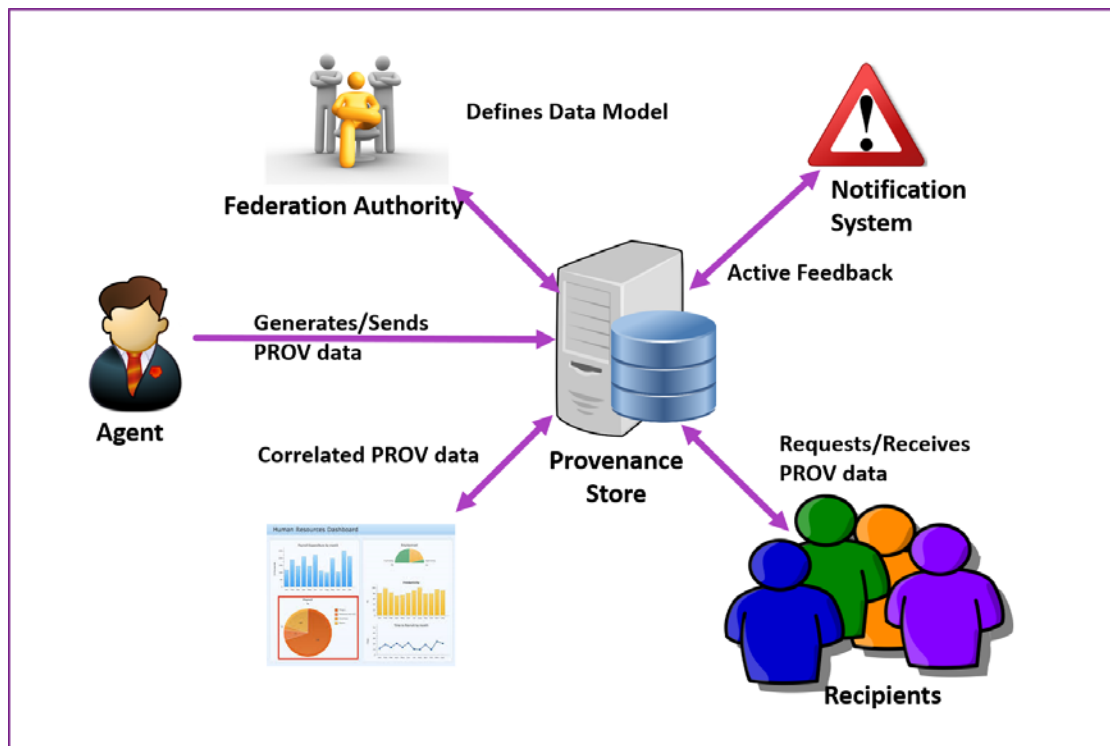 Defines Data Model
Federation Authority
Notification
System
Active Feedback
Generates/Sends
PROV data
Agent
Correlated PROV data
Provenance
Store
Requests/Receives
PROV data
Human Resources Dashboard
Recipients